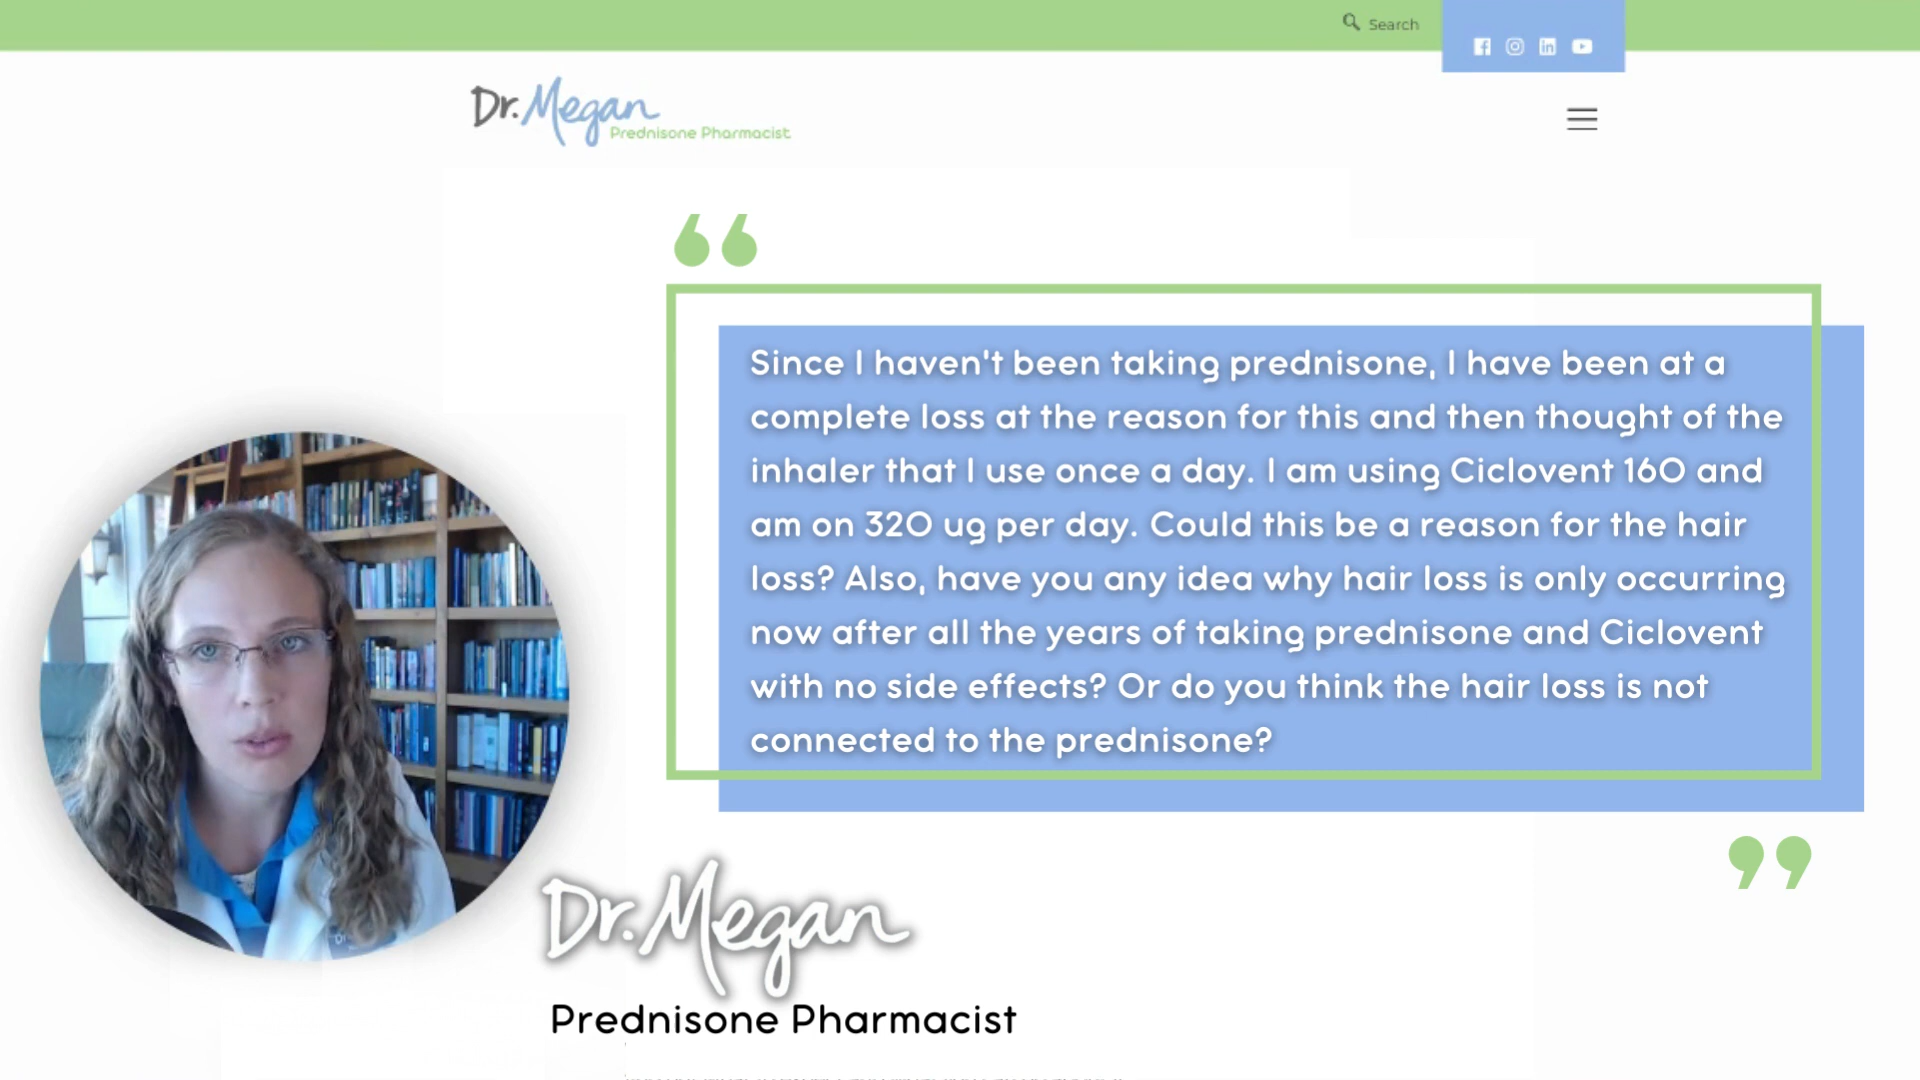 Search
Dr. Megan
Prednisone Pharmacist
Since I haven't been taking prednisone, I have been at a
complete loss at the reason for this and then thought of the
inhaler that I use once a day. I am using Ciclovent 160 and
am on 320 ug per day. Could this be a reason for the hair
loss? Also, have you any idea why hair loss is only occurring
now after all the years of taking prednisone and Ciclovent
with no side effects? Or do you think the hair loss is not
connected to the prednisone?
Dr. Megan
Prednisone Pharmacist